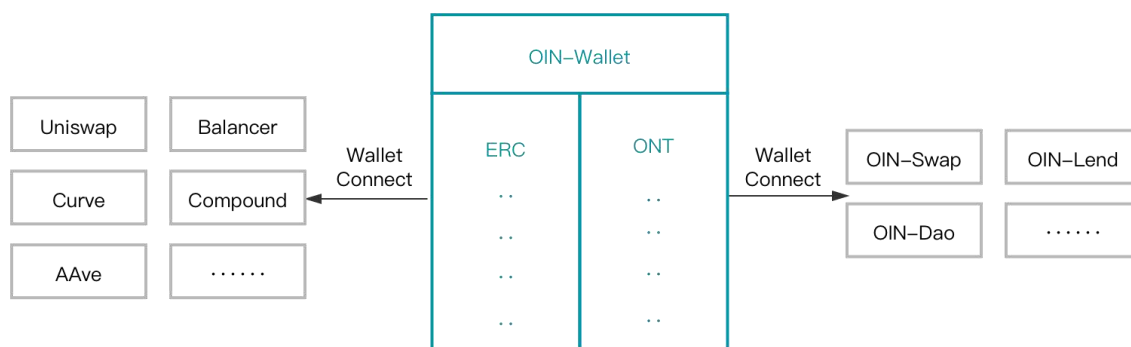 OIN–Wallet
Uniswap
Balancer
Curve
Compound
AAve
······
Wallet
Connect
ERC
··
··
··
··
ONT
··
··
··
··
Wallet
Connect
OIN–Swap
OIN–Lend
OIN–Dao
······